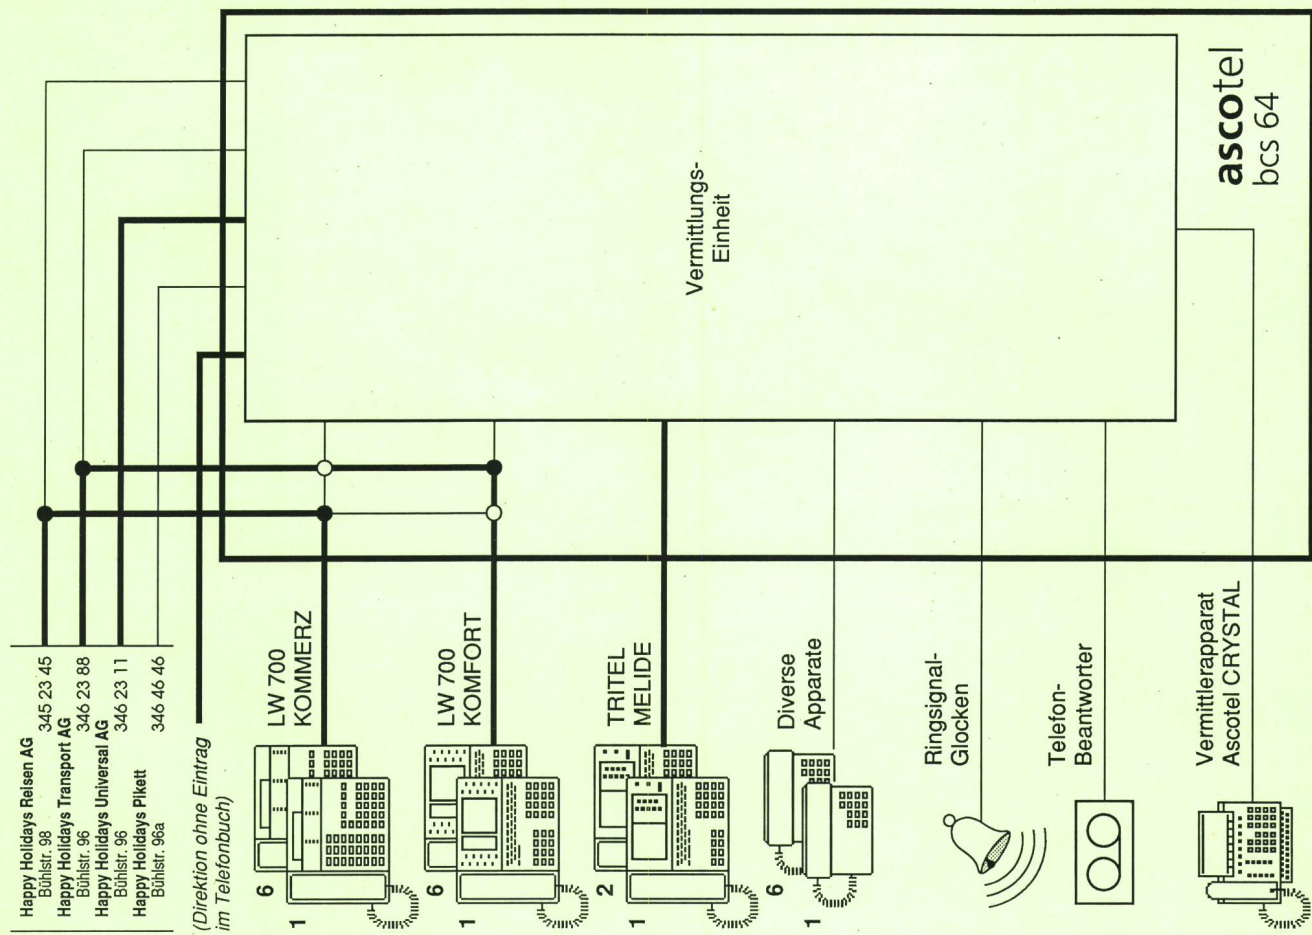 Happy Holidays Reisen AG
Bühlstr. 98 345 23 45
Happy Holidays Transport AG
Bühlstr. 96 346 23 88
Happy Holidays Universal AG
Bühlstr. 96 346 23 11
Happy Holidays Pikett
Bühlstr. 96a 346 46 46
(Direktion ohne Eintrag
im Telefonbuch)
6
1
LW 700
KOMMERZ
6
1
LW 700
KOMFORT
2
1
TRITEL
MELIDE
6
1
Diverse
Apparate
Ringsignal-
Glocken
Telefon-
Beantworter
Vermittlerapparat
Ascotel CRYSTAL
Vermittlungs-
Einheit
ascotel
bcs 64